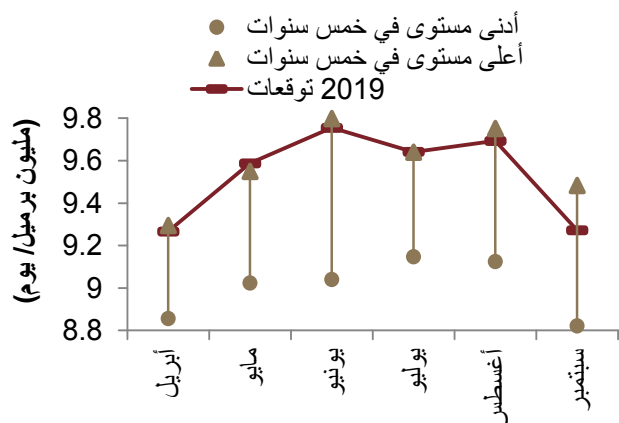 أدنى مستوى في خمس سنوات
أعلى مستوى في خمس سنوات
2019 توقعات
(مليون برميل/ يوم)
9.8
9.6
9.4
9.2
9
8.8
أبريل
مايو
يونيو
يوليو
أغسطس
سبتمبر